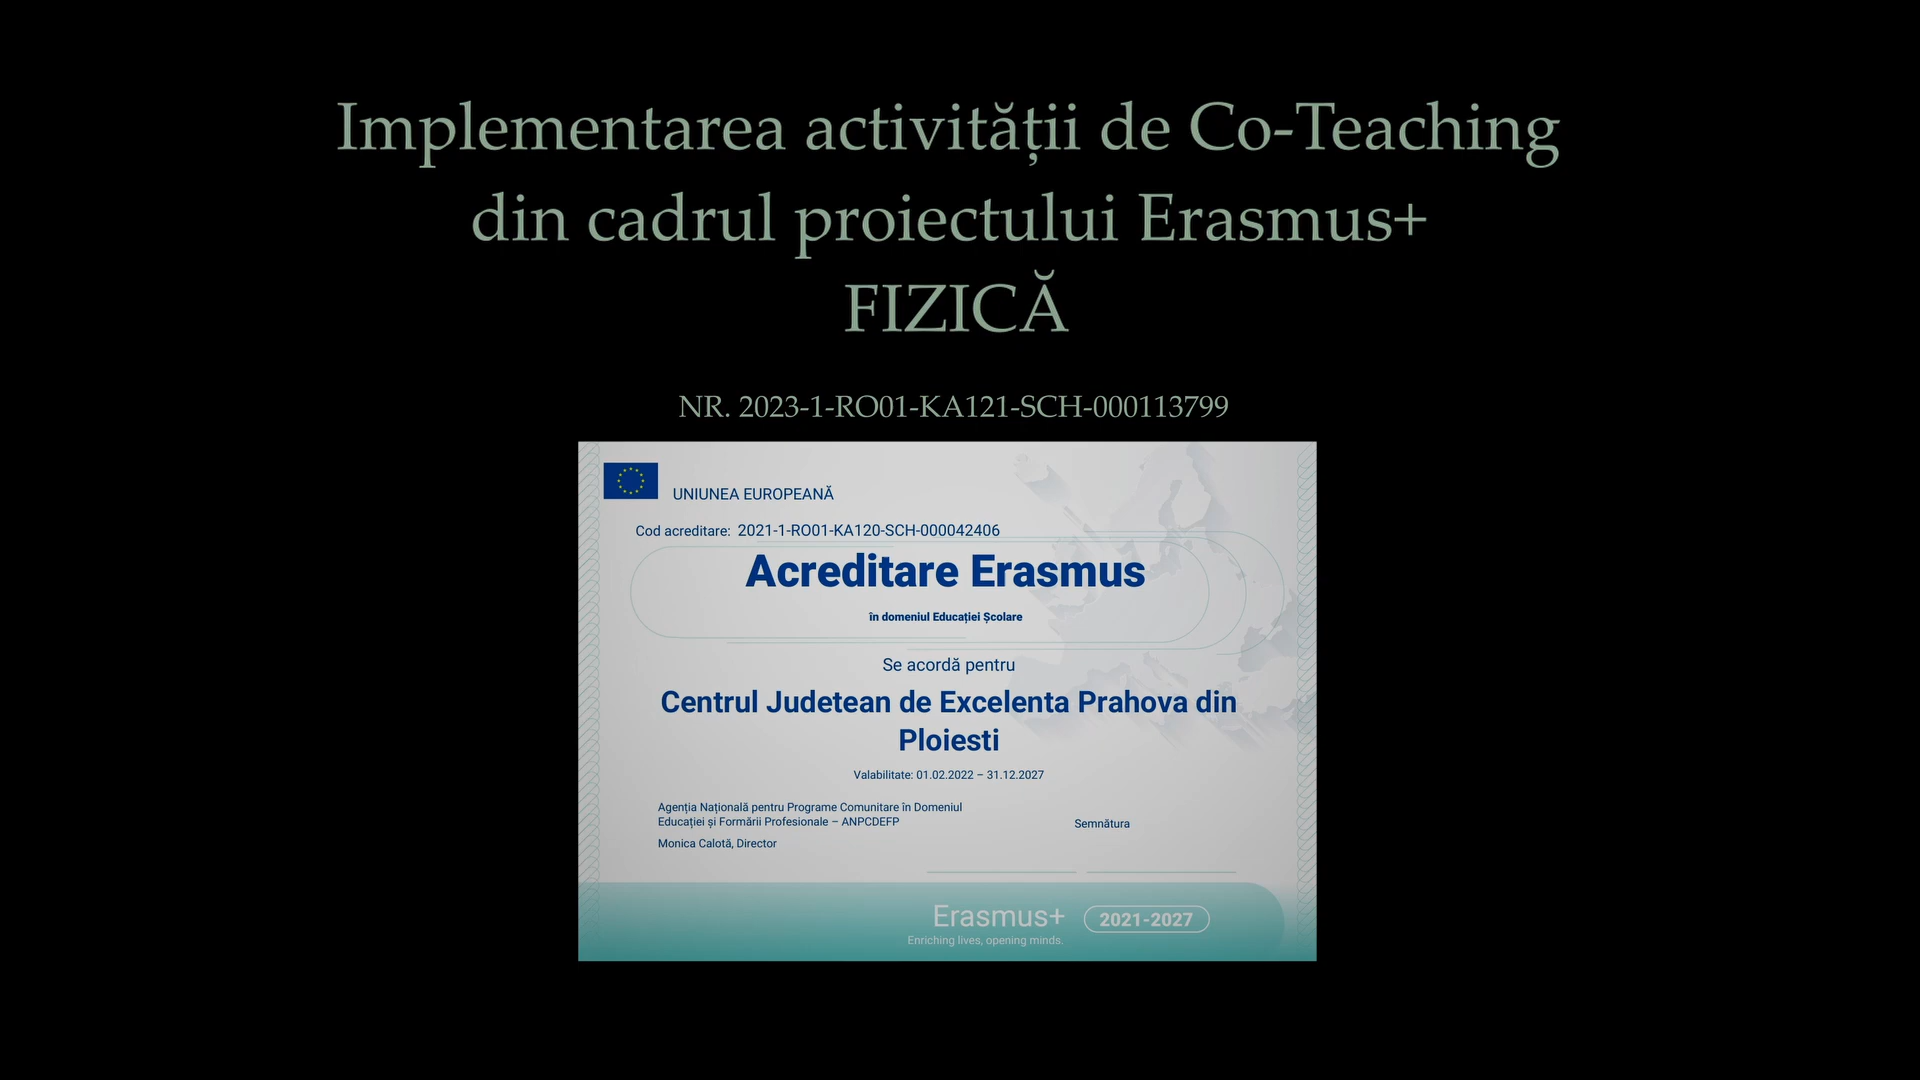 Implementarea activității de Co-Teaching
din cadrul proiectului Erasmus+
FIZICĂ
NR. 2023-1-RO01-KA121-SCH-000113799
UNIUNEA EUROPEANĂ
Cod acreditare: 2021-1-RO01-KA120-SCH-000042406
Acreditare Erasmus
în domeniul Educației Școlare
Se acordă pentru
Centrul Judetean de Excelenta Prahova din
Ploiesti
Valabilitate: 01.02.2022 – 31.12.2027
Agenția Națională pentru Programe Comunitare în Domeniul
Educației și Formării Profesionale – ANPCDEFP
Semnătura
Monica Calotă, Director
Erasmus+ 2021-2027
Enriching lives, opening minds.